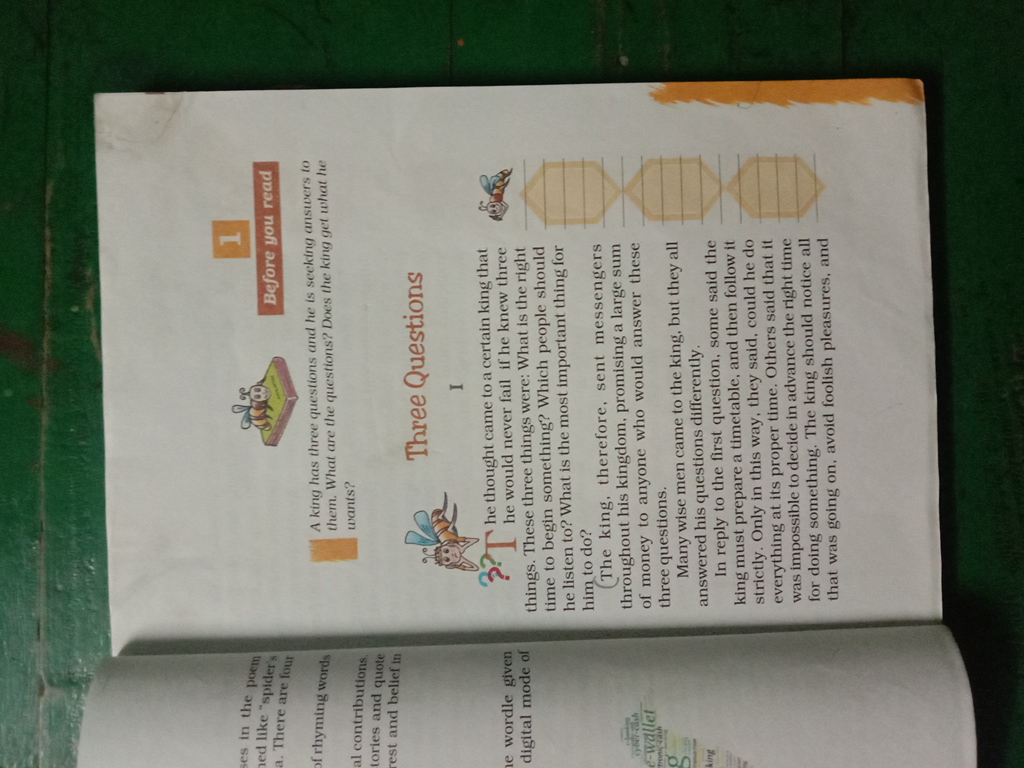 1
Before you read
A king has three questions and he is seeking answers to
them. What are the questions? Does the king get what he
wants?
Three Questions
I
??The thought came to a certain king that
he would never fail if he knew three
things. These three things were: What is the right
time to begin something? Which people should
he listen to? What is the most important thing for
him to do?
The king, therefore, sent messengers
throughout his kingdom, promising a large sum
of money to anyone who would answer these
three questions.
Many wise men came to the king, but they all
answered his questions differently.
In reply to the first question, some said the
king must prepare a timetable, and then follow it
strictly. Only in this way, they said, could he do
everything at its proper time. Others said that it
was impossible to decide in advance the right time
for doing something. The king should notice all
that was going on, avoid foolish pleasures, and
ses in the poem
ned like “spider’s
a. There are four
of rhyming words
al contributions.
tories and quote
rest and belief in
he wordle given
digital mode of
e-wallet